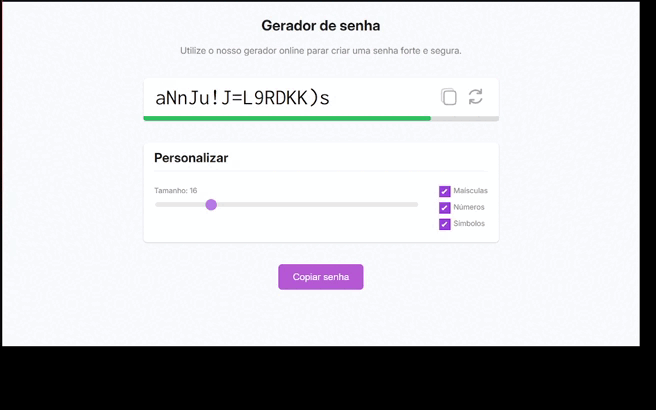 Gerador de senha
Utilize o nosso gerador online parar criar uma senha forte e segura.
aNnJu!J=L9RDKK)s
Personalizar
Tamanho: 16
Maísculas
Números
Símbolos
Copiar senha